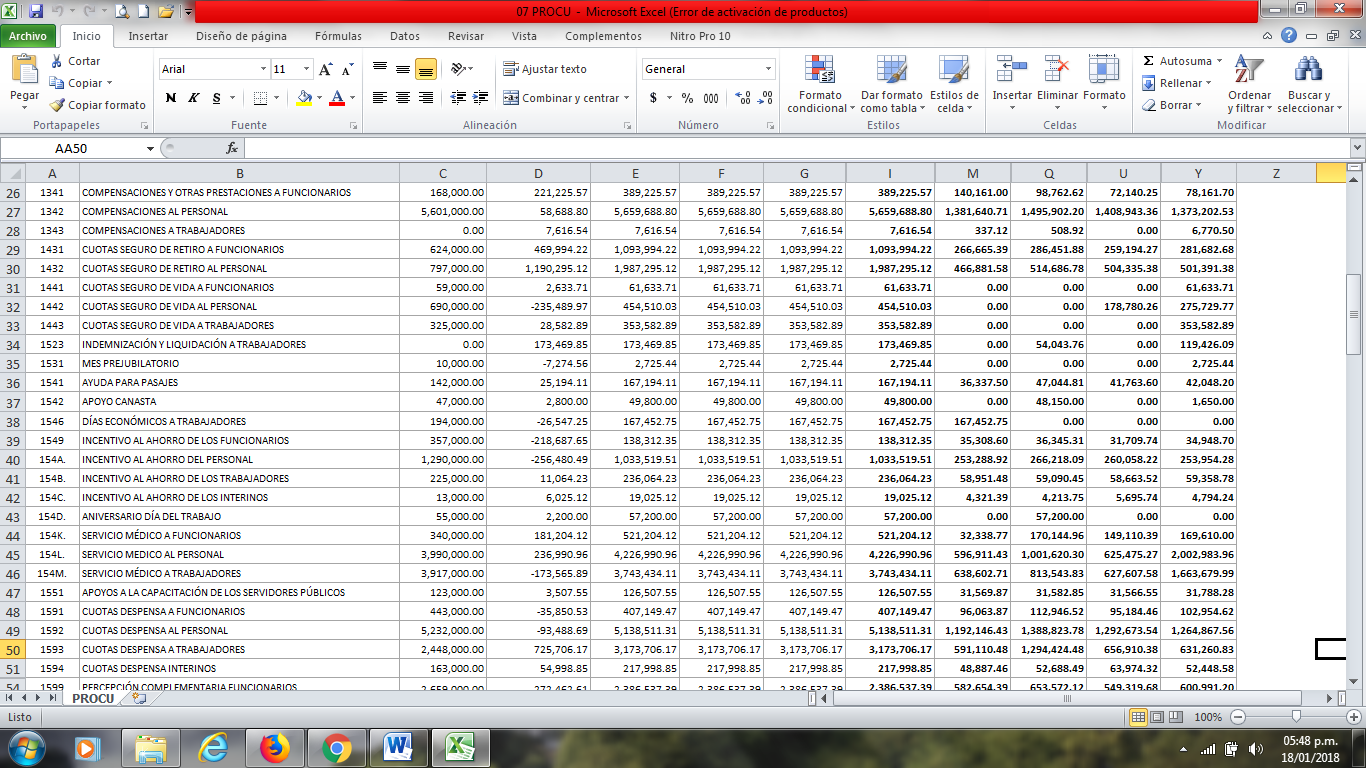 07 PROCU - Microsoft Excel (Error de activación de productos)
Archivo Inicio Insertar Diseño de página Fórmulas Datos Revisar Vista Complementos Nitro Pro 10
Pegar Cortar Copiar Copiar formato Portapapeles
Arial 11 N K S Fuente
Ajustar texto Combinar y centrar Alineación
General $ % 000 Número
Formato condicional Dar formato como tabla Estilos de celda Estilos
Insertar Eliminar Formato Celdas
Σ Autosuma Rellenar Borrar Ordenar y filtrar Buscar y seleccionar Modificar
AA50 fx
A B C D E F G I M Q U Y Z
26 1341 COMPENSACIONES Y OTRAS PRESTACIONES A FUNCIONARIOS 168,000.00 221,225.57 389,225.57 389,225.57 389,225.57 389,225.57 140,161.00 98,762.62 72,140.25 78,161.70
27 1342 COMPENSACIONES AL PERSONAL 5,601,000.00 58,688.80 5,659,688.80 5,659,688.80 5,659,688.80 5,659,688.80 1,381,640.71 1,495,902.20 1,408,943.36 1,373,202.53
28 1343 COMPENSACIONES A TRABAJADORES 0.00 7,616.54 7,616.54 7,616.54 7,616.54 7,616.54 337.12 508.92 0.00 6,770.50
29 1431 CUOTAS SEGURO DE RETIRO A FUNCIONARIOS 624,000.00 469,994.22 1,093,994.22 1,093,994.22 1,093,994.22 1,093,994.22 266,665.39 286,451.88 259,194.27 281,682.68
30 1432 CUOTAS SEGURO DE RETIRO AL PERSONAL 797,000.00 1,190,295.12 1,987,295.12 1,987,295.12 1,987,295.12 1,987,295.12 466,881.58 514,686.78 504,335.38 501,391.38
31 1441 CUOTAS SEGURO DE VIDA A FUNCIONARIOS 59,000.00 2,633.71 61,633.71 61,633.71 61,633.71 61,633.71 0.00 0.00 0.00 61,633.71
32 1442 CUOTAS SEGURO DE VIDA AL PERSONAL 690,000.00 -235,489.97 454,510.03 454,510.03 454,510.03 454,510.03 0.00 0.00 178,780.26 275,729.77
33 1443 CUOTAS SEGURO DE VIDA A TRABAJADORES 325,000.00 28,582.89 353,582.89 353,582.89 353,582.89 353,582.89 0.00 0.00 0.00 353,582.89
34 1523 INDEMNIZACIÓN Y LIQUIDACIÓN A TRABAJADORES 0.00 173,469.85 173,469.85 173,469.85 173,469.85 173,469.85 0.00 54,043.76 0.00 119,426.09
35 1531 MES PREJUBILATORIO 10,000.00 -7,274.56 2,725.44 2,725.44 2,725.44 2,725.44 0.00 0.00 0.00 2,725.44
36 1541 AYUDA PARA PASAJES 142,000.00 25,194.11 167,194.11 167,194.11 167,194.11 167,194.11 36,337.50 47,044.81 41,763.60 42,048.20
37 1542 APOYO CANASTA 47,000.00 2,800.00 49,800.00 49,800.00 49,800.00 49,800.00 0.00 48,150.00 0.00 1,650.00
38 1546 DÍAS ECONÓMICOS A TRABAJADORES 194,000.00 -26,547.25 167,452.75 167,452.75 167,452.75 167,452.75 167,452.75 0.00 0.00 0.00
39 1549 INCENTIVO AL AHORRO DE LOS FUNCIONARIOS 357,000.00 -218,687.65 138,312.35 138,312.35 138,312.35 138,312.35 35,308.60 36,345.31 31,709.74 34,948.70
40 154A. INCENTIVO AL AHORRO DEL PERSONAL 1,290,000.00 -256,480.49 1,033,519.51 1,033,519.51 1,033,519.51 1,033,519.51 253,288.92 266,218.09 260,058.22 253,954.28
41 154B. INCENTIVO AL AHORRO DE LOS TRABAJADORES 225,000.00 11,064.23 236,064.23 236,064.23 236,064.23 236,064.23 58,951.48 59,090.45 58,663.52 59,358.78
42 154C. INCENTIVO AL AHORRO DE LOS INTERINOS 13,000.00 6,025.12 19,025.12 19,025.12 19,025.12 19,025.12 4,321.39 4,213.75 5,695.74 4,794.24
43 154D. ANIVERSARIO DÍA DEL TRABAJO 55,000.00 2,200.00 57,200.00 57,200.00 57,200.00 57,200.00 0.00 57,200.00 0.00 0.00
44 154K. SERVICIO MÉDICO A FUNCIONARIOS 340,000.00 181,204.12 521,204.12 521,204.12 521,204.12 521,204.12 32,338.77 170,144.96 149,110.39 169,610.00
45 154L. SERVICIO MEDICO AL PERSONAL 3,990,000.00 236,990.96 4,226,990.96 4,226,990.96 4,226,990.96 4,226,990.96 596,911.43 1,001,620.30 625,475.27 2,002,983.96
46 154M. SERVICIO MÉDICO A TRABAJADORES 3,917,000.00 -173,565.89 3,743,434.11 3,743,434.11 3,743,434.11 3,743,434.11 638,602.71 813,543.83 627,607.58 1,663,679.99
47 1551 APOYOS A LA CAPACITACIÓN DE LOS SERVIDORES PÚBLICOS 123,000.00 3,507.55 126,507.55 126,507.55 126,507.55 126,507.55 31,569.87 31,582.85 31,566.55 31,788.28
48 1591 CUOTAS DESPENSA A FUNCIONARIOS 443,000.00 -35,850.53 407,149.47 407,149.47 407,149.47 407,149.47 96,063.87 112,946.52 95,184.46 102,954.62
49 1592 CUOTAS DESPENSA AL PERSONAL 5,232,000.00 -93,488.69 5,138,511.31 5,138,511.31 5,138,511.31 5,138,511.31 1,192,146.43 1,388,823.78 1,292,673.54 1,264,867.56
50 1593 CUOTAS DESPENSA A TRABAJADORES 2,448,000.00 725,706.17 3,173,706.17 3,173,706.17 3,173,706.17 3,173,706.17 591,110.48 1,294,424.48 656,910.38 631,260.83
51 1594 CUOTAS DESPENSA INTERINOS 163,000.00 54,998.85 217,998.85 217,998.85 217,998.85 217,998.85 48,887.46 52,688.49 63,974.32 52,448.58
54 1599 PERCEPCIÓN COMPLEMENTARIA FUNCIONARIOS 2,659,000.00 -272,462.61 2,386,537.39 2,386,537.39 2,386,537.39 2,386,537.39 582,654.39 653,572.12 549,319.68 600,991.20
PROCU
Listo 100%
05:48 p.m.
18/01/2018